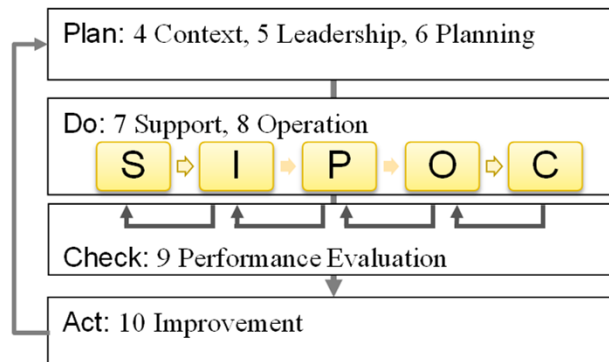 Plan: 4 Context, 5 Leadership, 6 Planning
Do: 7 Support, 8 Operation
S I P O C
Check: 9 Performance Evaluation
Act: 10 Improvement